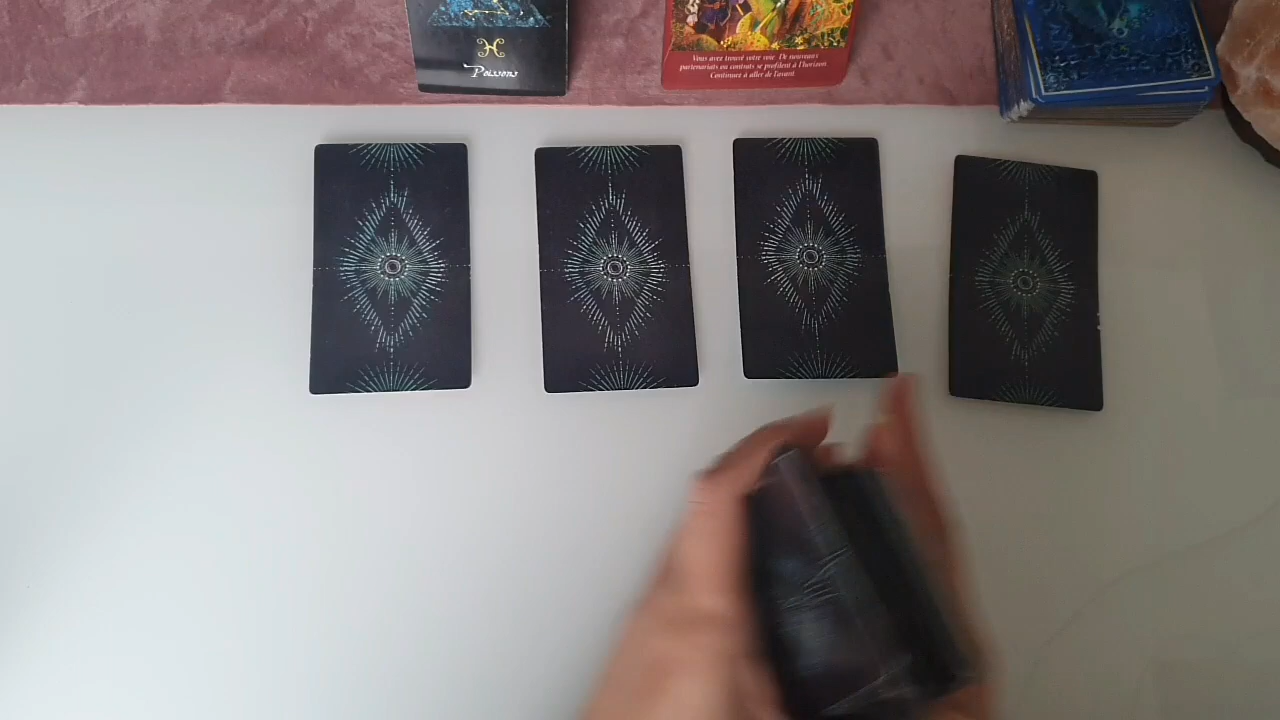 Poissons
Vous avez trouvé votre voie. De nouveaux
partenariats ou contrats se profilent à l'horizon.
Continuez à aller de l'avant.